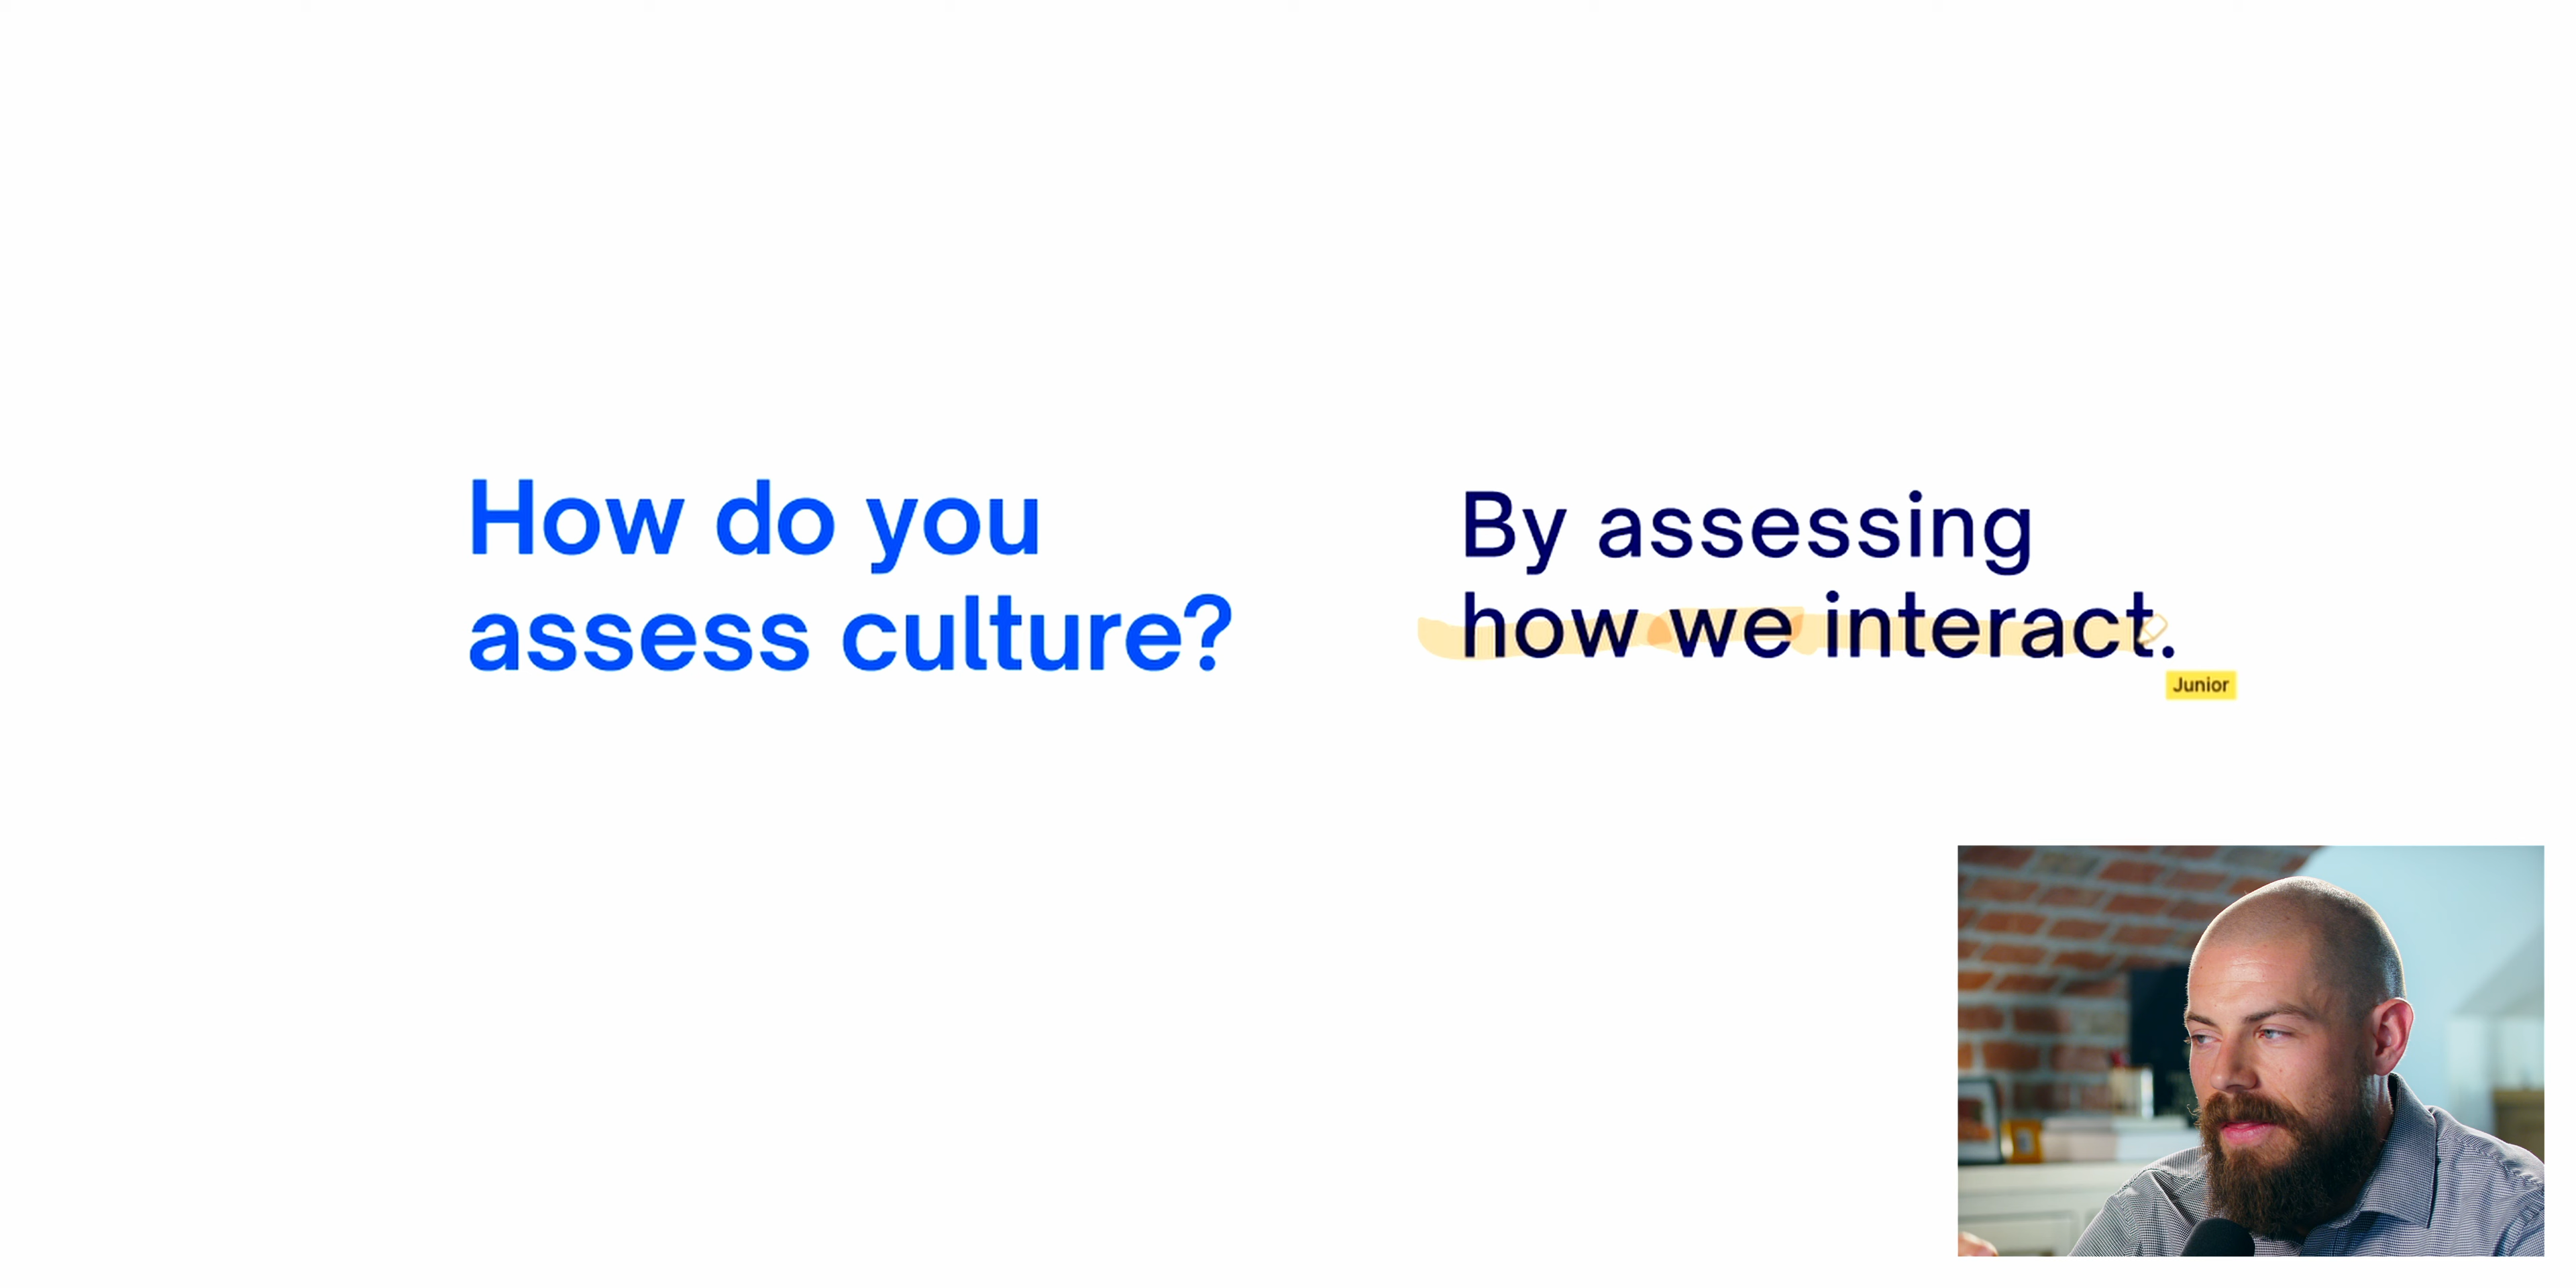 How do you
assess culture?
By assessing
how we interact.
Junior